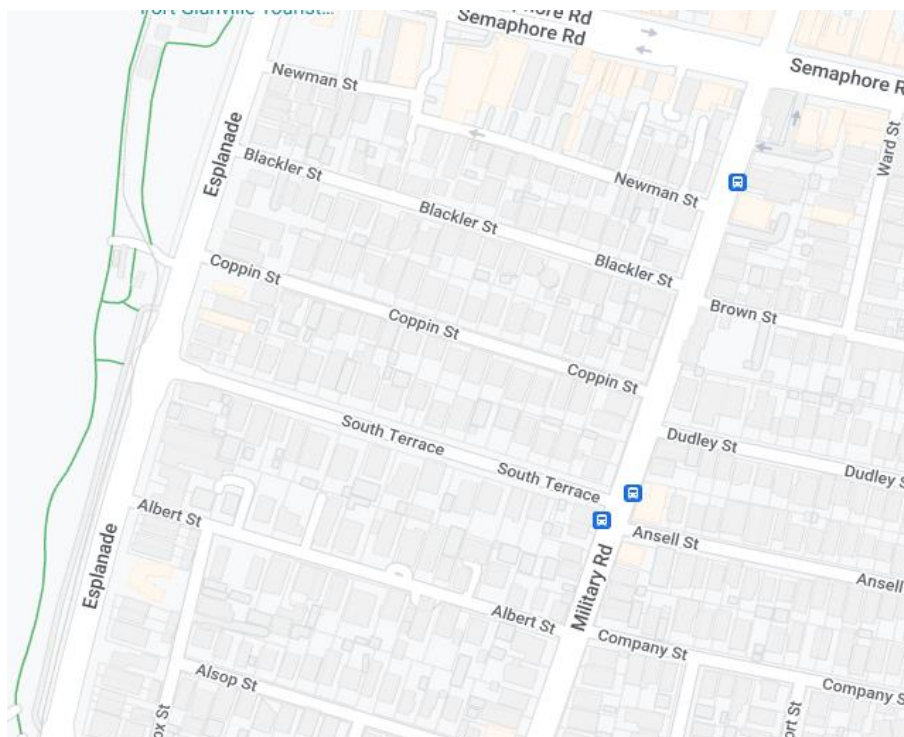 Semaphore Rd
Semaphore Rd
Newman St
Ward St
Esplanade
Blackler St
Newman St
Blackler St
Coppin St
Brown St
Coppin St
Coppin St
South Terrace
Dudley St
South Terrace
Dudley S
Albert St
Ansell St
Esplanade
Military Rd
Ansell
Albert St
Company St
Alsop St
Company S
ox St
ort St